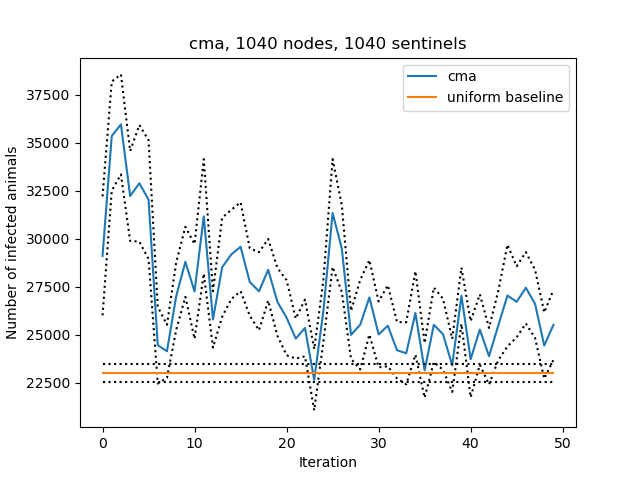 cma, 1040 nodes, 1040 sentinels
cma
uniform baseline
37500
35000
32500
30000
27500
25000
22500
Number of infected animals
0 10 20 30 40 50
Iteration